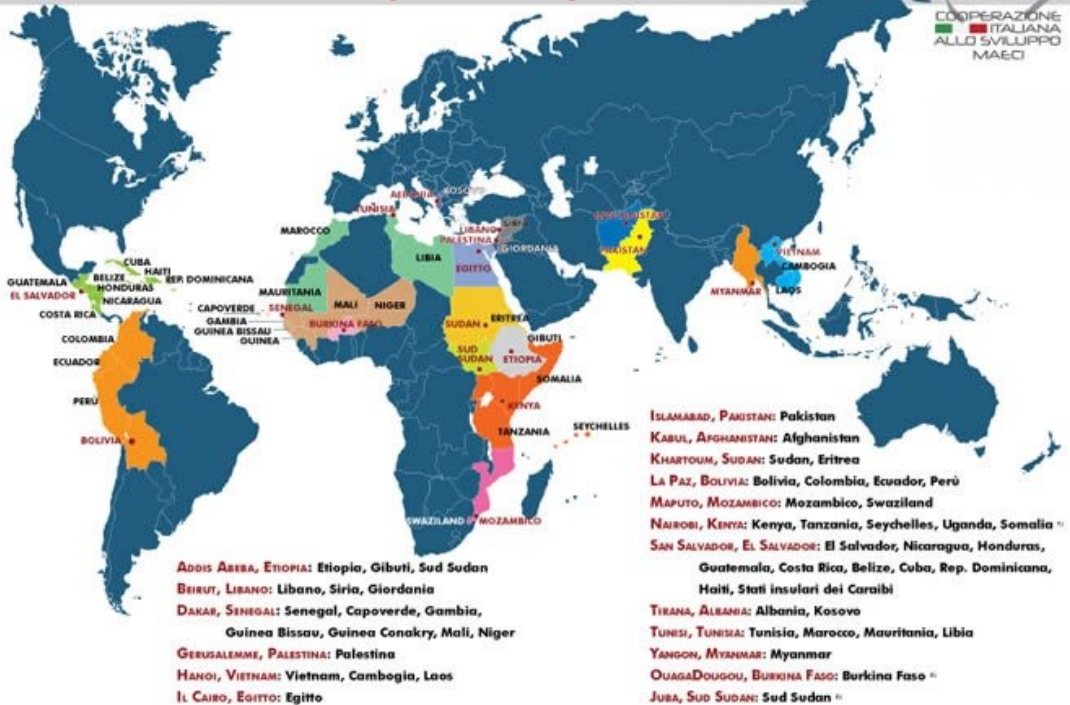 COOPERAZIONE
ITALIANA
ALLO SVILUPPO
MAECI
ALBANIA
KOSOVO
TUNISIA
MAROCCO
LIBANO
SIRIA
PALESTINA
GIORDANIA
LIBIA
EGITTO
PAKISTAN
VIETNAM
CAMBOGIA
LAOS
MYANMAR
CUBA
HAITI
REP. DOMINICANA
GUATEMALA
BELIZE
HONDURAS
EL SALVADOR
NICARAGUA
COSTA RICA
MAURITANIA
CAPOVERDE
SENEGAL
MALI
NIGER
GAMBIA
GUINEA BISSAU
GUINEA
BURKINA FASO
SUDAN
ERITREA
GIBUTI
SUD
SUDAN
ETIOPIA
SOMALIA
COLOMBIA
ECUADOR
PERÙ
BOLIVIA
KENYA
TANZANIA
SEYCHELLES
SWAZILAND
MOZAMBICO
ADDIS ABEBA, ETIOPIA: Etiopia, Gibuti, Sud Sudan
BEIRUT, LIBANO: Libano, Siria, Giordania
DAKAR, SENEGAL: Senegal, Capoverde, Gambia,
Guinea Bissau, Guinea Conakry, Mali, Niger
GERUSALEMME, PALESTINA: Palestina
HANOI, VIETNAM: Vietnam, Cambogia, Laos
IL CAIRO, EGITTO: Egitto
ISLAMABAD, PAKISTAN: Pakistan
KABUL, AFGHANISTAN: Afghanistan
KHARTOUM, SUDAN: Sudan, Eritrea
LA PAZ, BOLIVIA: Bolivia, Colombia, Ecuador, Perú
MAPUTO, MOZAMBICO: Mozambico, Swaziland
NAIROBI, KENYA: Kenya, Tanzania, Seychelles, Uganda, Somalia
SAN SALVADOR, EL SALVADOR: El Salvador, Nicaragua, Honduras,
Guatemala, Costa Rica, Belize, Cuba, Rep. Dominicana,
Haiti, Stati insulari dei Caraibi
TIRANA, ALBANIA: Albania, Kosovo
TUNISI, TUNISIA: Tunisia, Marocco, Mauritania, Libia
YANGON, MYANMAR: Myanmar
OUAGADOUGOU, BURKINA FASO: Burkina Faso
JUBA, SUD SUDAN: Sud Sudan